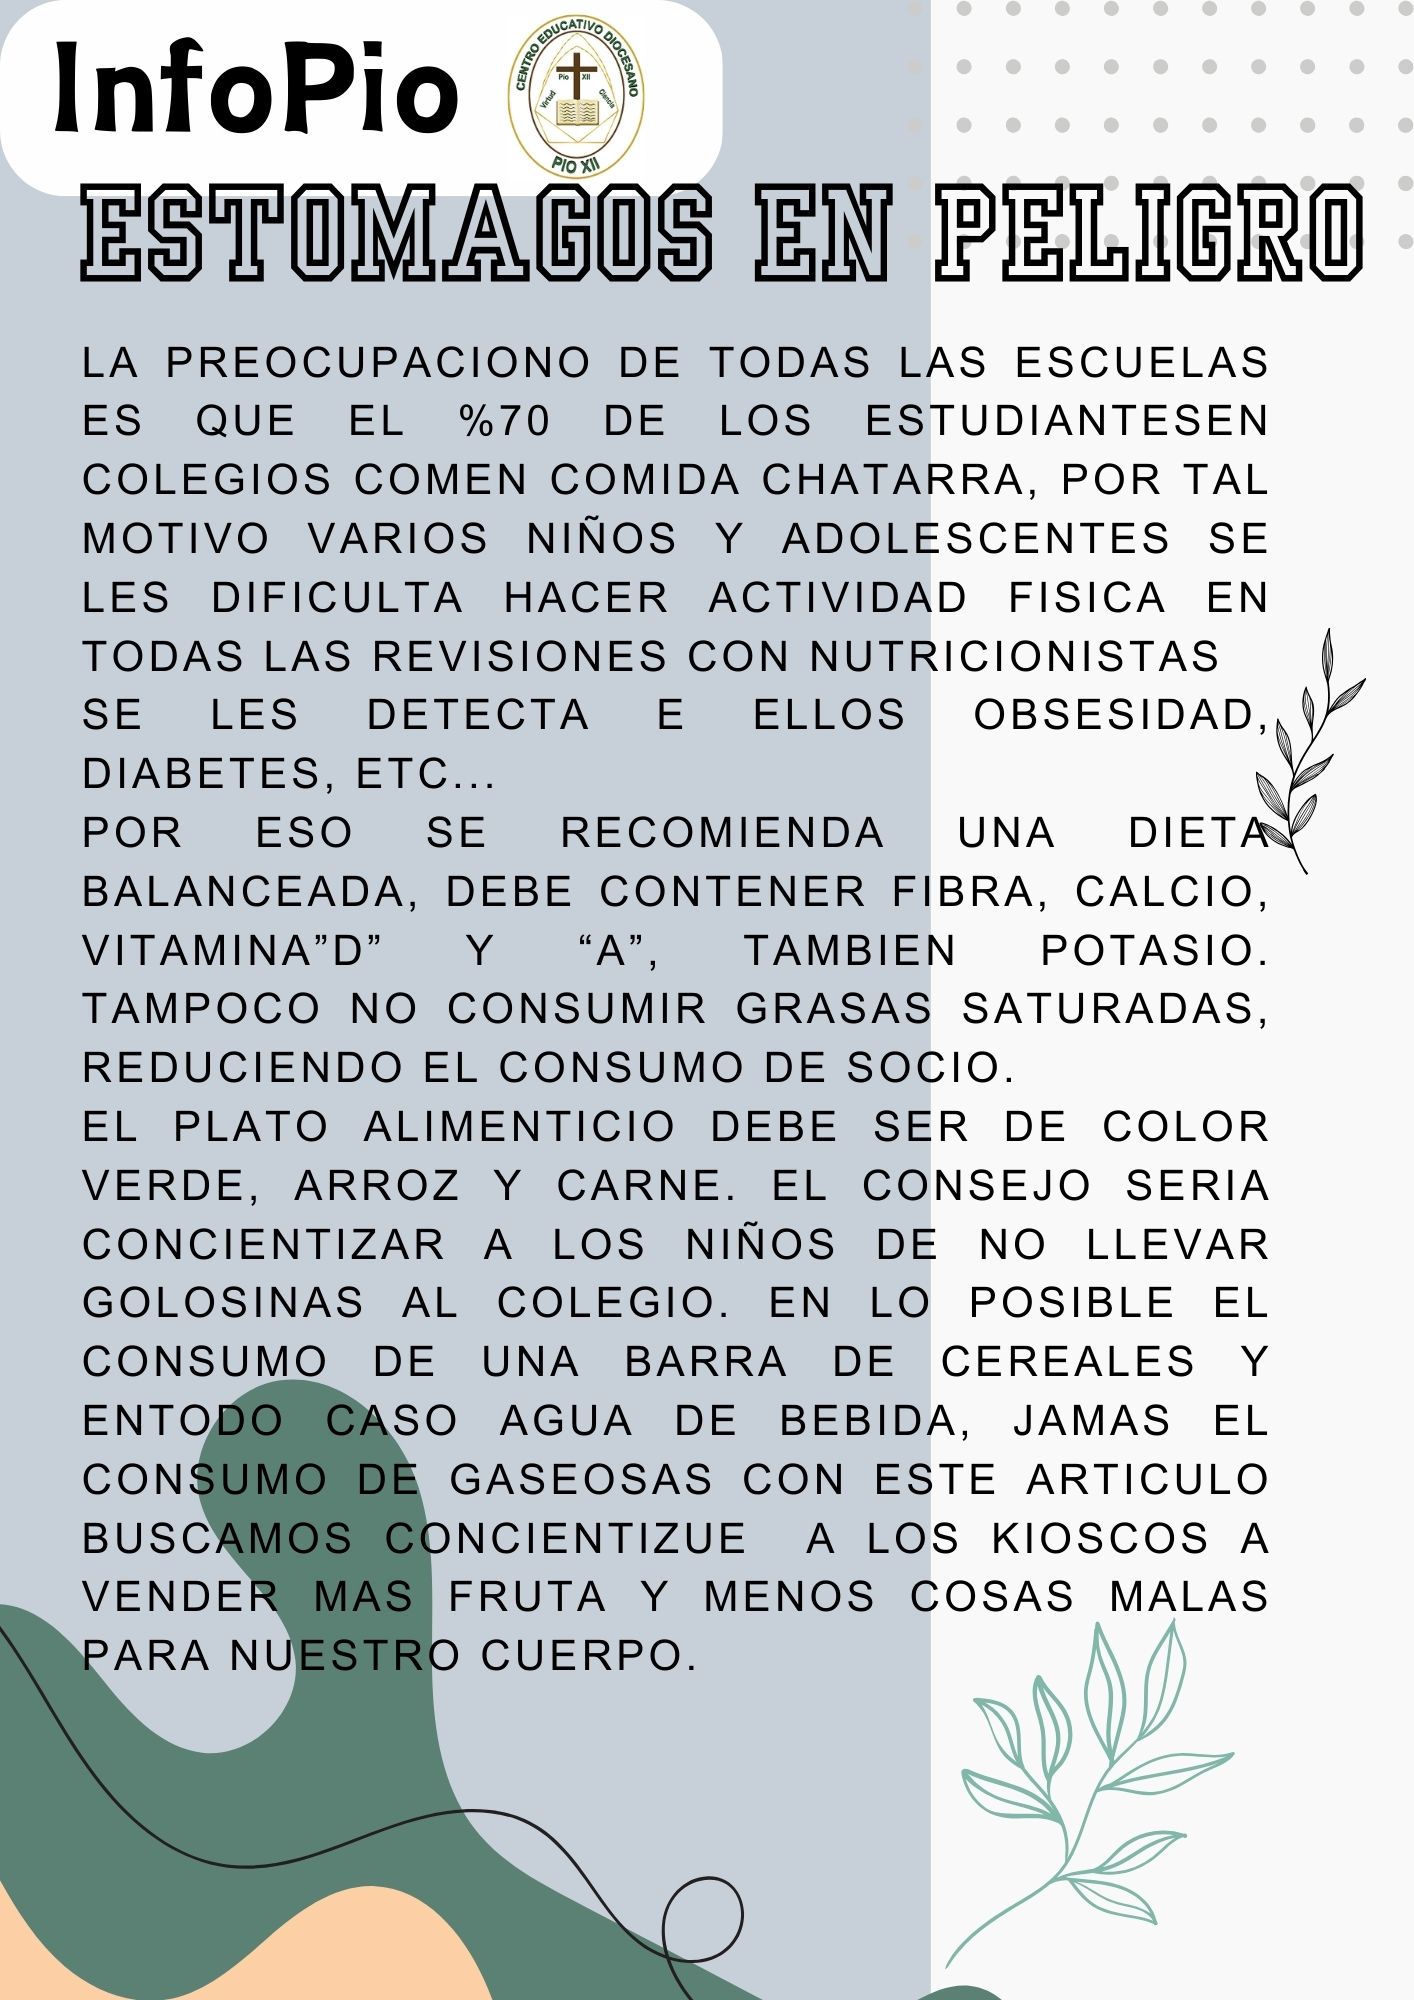 InfoPio
CENTRO EDUCATIVO DIOCESANO
Pio XII
Virtud Ciencia
PIO XII
ESTOMAGOS EN PELIGRO
LA PREOCUPACIONO DE TODAS LAS ESCUELAS
ES QUE EL %70 DE LOS ESTUDIANTESEN
COLEGIOS COMEN COMIDA CHATARRA, POR TAL
MOTIVO VARIOS NIÑOS Y ADOLESCENTES SE
LES DIFICULTA HACER ACTIVIDAD FISICA EN
TODAS LAS REVISIONES CON NUTRICIONISTAS
SE LES DETECTA E ELLOS OBSESIDAD,
DIABETES, ETC...
POR ESO SE RECOMIENDA UNA DIETA
BALANCEADA, DEBE CONTENER FIBRA, CALCIO,
VITAMINA”D” Y “A”, TAMBIEN POTASIO.
TAMPOCO NO CONSUMIR GRASAS SATURADAS,
REDUCIENDO EL CONSUMO DE SOCIO.
EL PLATO ALIMENTICIO DEBE SER DE COLOR
VERDE, ARROZ Y CARNE. EL CONSEJO SERIA
CONCIENTIZAR A LOS NIÑOS DE NO LLEVAR
GOLOSINAS AL COLEGIO. EN LO POSIBLE EL
CONSUMO DE UNA BARRA DE CEREALES Y
ENTODO CASO AGUA DE BEBIDA, JAMAS EL
CONSUMO DE GASEOSAS CON ESTE ARTICULO
BUSCAMOS CONCIENTIZUE A LOS KIOSCOS A
VENDER MAS FRUTA Y MENOS COSAS MALAS
PARA NUESTRO CUERPO.